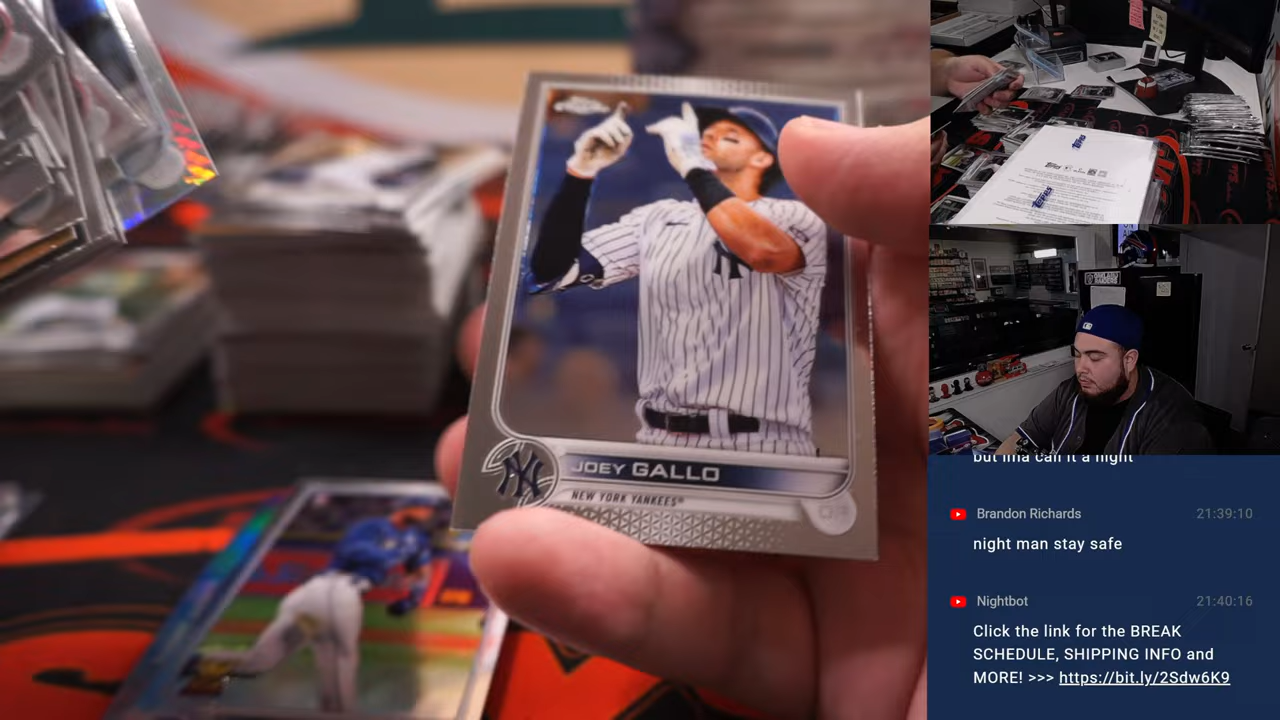 JOEY GALLO
NEW YORK YANKEES®
OF
but ima call it a night
Brandon Richards
21:39:10
night man stay safe
Nightbot
21:40:16
Click the link for the BREAK
SCHEDULE, SHIPPING INFO and
MORE! >>> https://bit.ly/2Sdw6K9